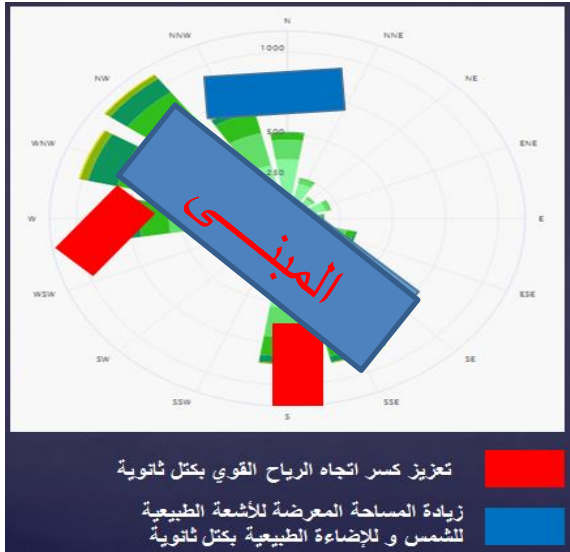 N
NNW
NNE
1000
NW
NE
500
WNW
ENE
250
المبنى
W
E
WSW
ESE
SW
SE
SSW
SSE
S
تعزيز كسر اتجاه الرياح القوي بكتل ثانوية
زيادة المساحة المعرضة للأشعة الطبيعية
للشمس و للإضاءة الطبيعية بكتل ثانوية